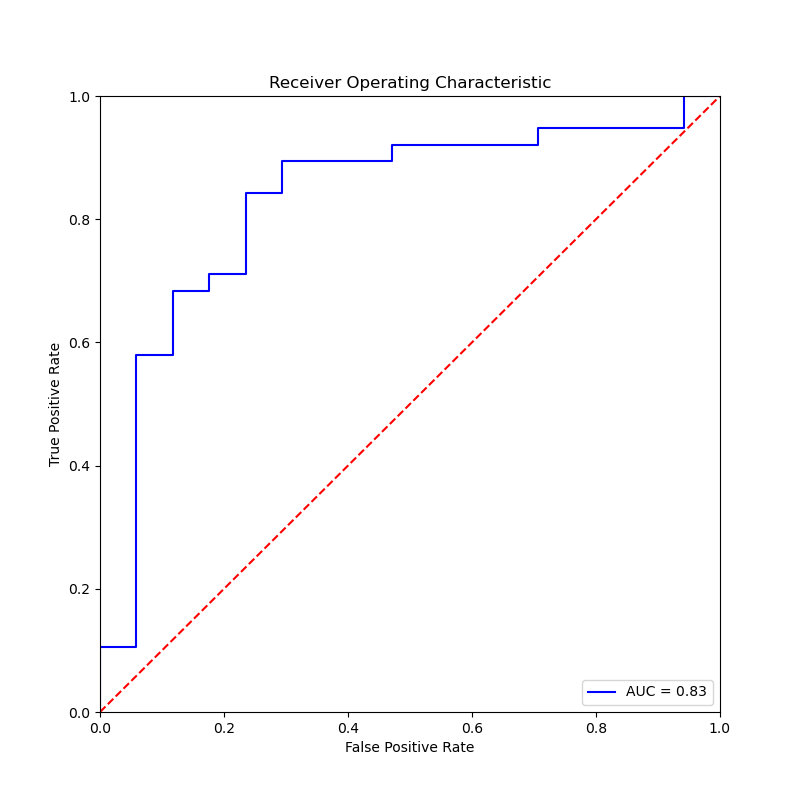 Receiver Operating Characteristic
1.0
0.8
0.6
0.4
0.2
0.0
True Positive Rate
AUC = 0.83
0.0 0.2 0.4 0.6 0.8 1.0
False Positive Rate